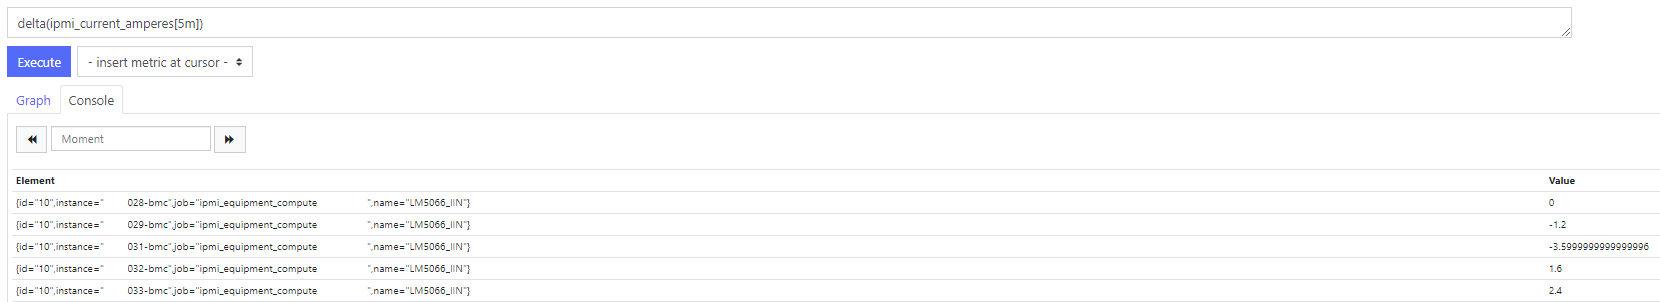 delta(ipmi_current_amperes[5m])
Execute - insert metric at cursor -
Graph Console
Moment
Element Value
{id="10",instance=" 028-bmc",job="ipmi_equipment_compute ",name="LM5066_IIN"} 0
{id="10",instance=" 029-bmc",job="ipmi_equipment_compute ",name="LM5066_IIN"} -1.2
{id="10",instance=" 031-bmc",job="ipmi_equipment_compute ",name="LM5066_IIN"} -3.5999999999999996
{id="10",instance=" 032-bmc",job="ipmi_equipment_compute ",name="LM5066_IIN"} 1.6
{id="10",instance=" 033-bmc",job="ipmi_equipment_compute ",name="LM5066_IIN"} 2.4